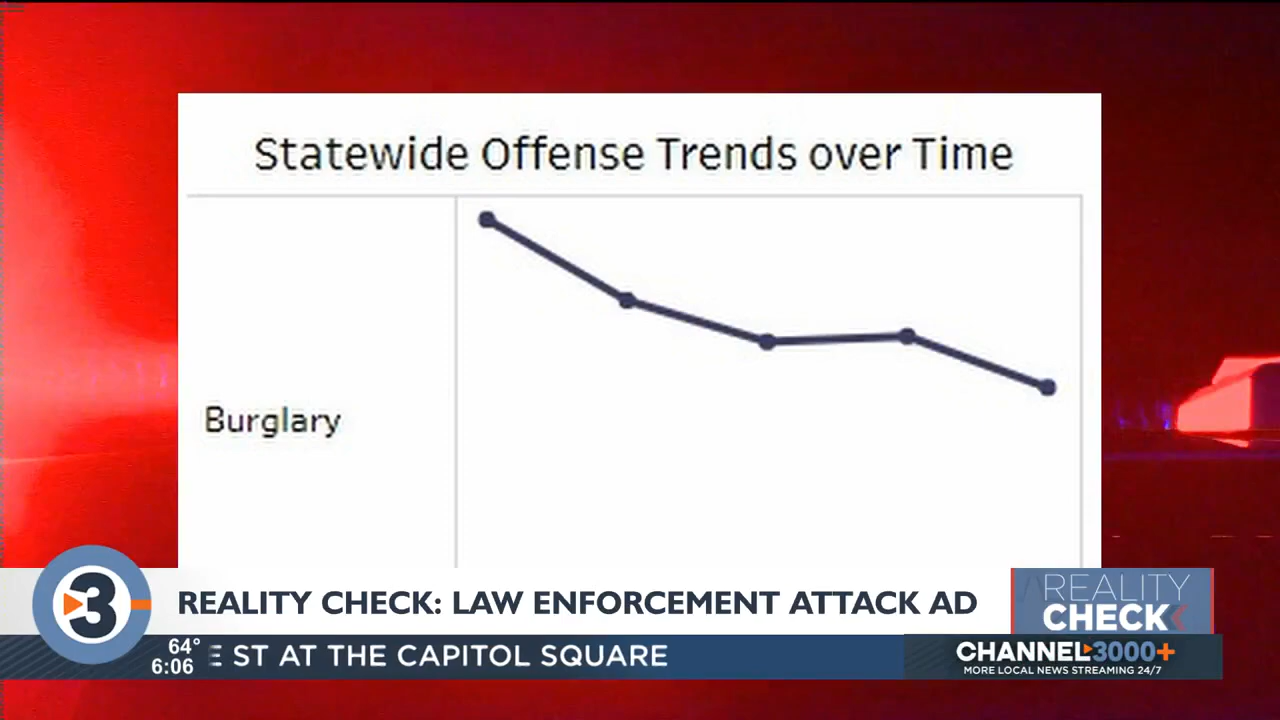 Statewide Offense Trends over Time
Burglary
REALITY CHECK: LAW ENFORCEMENT ATTACK AD
REALITY
CHECK
3
64°
6:06
E ST AT THE CAPITOL SQUARE
CHANNEL3000+
MORE LOCAL NEWS STREAMING 24/7